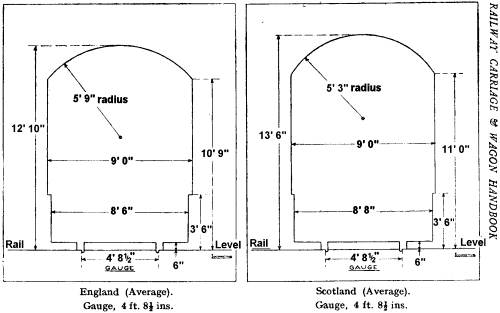 RAILWAY CARRIAGE & WAGON HANDBOOK
5' 9" radius
12' 10"
10' 9"
9' 0"
8' 6"
3' 6"
Rail
Level
4' 8½"
GAUGE
6"
England (Average).
Gauge, 4 ft. 8½ ins.
5' 3" radius
13' 6"
11' 0"
9' 0"
8' 8"
3' 6"
Rail
Level
4' 8½"
GAUGE
6"
Scotland (Average).
Gauge, 4 ft. 8½ ins.